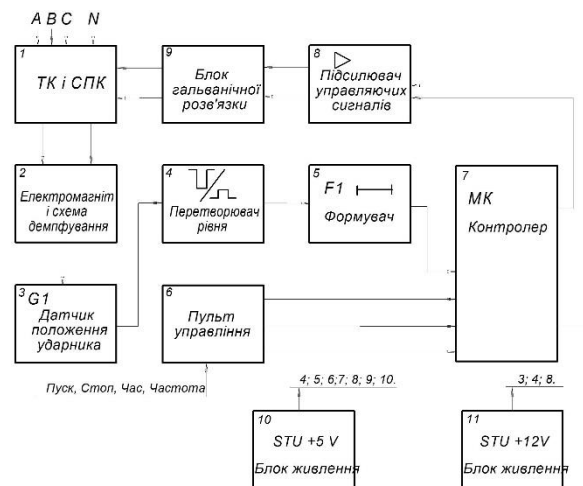 A B C N
1
ТК і СПК
9
Блок
гальванічної
розв'язки
8
Підсилювач
управляючих
сигналів
2
Електромагніт
і схема
демпфування
4
Перетворювач
рівня
5
F1
Формувач
7
МК
Контролер
3
G1
Датчик
положення
ударника
6
Пульт
управління
Пуск, Стоп, Час, Частота
4; 5; 6;7; 8; 9; 10.
3; 4; 8.
10
STU +5 V
Блок живлення
11
STU +12V
Блок живлення